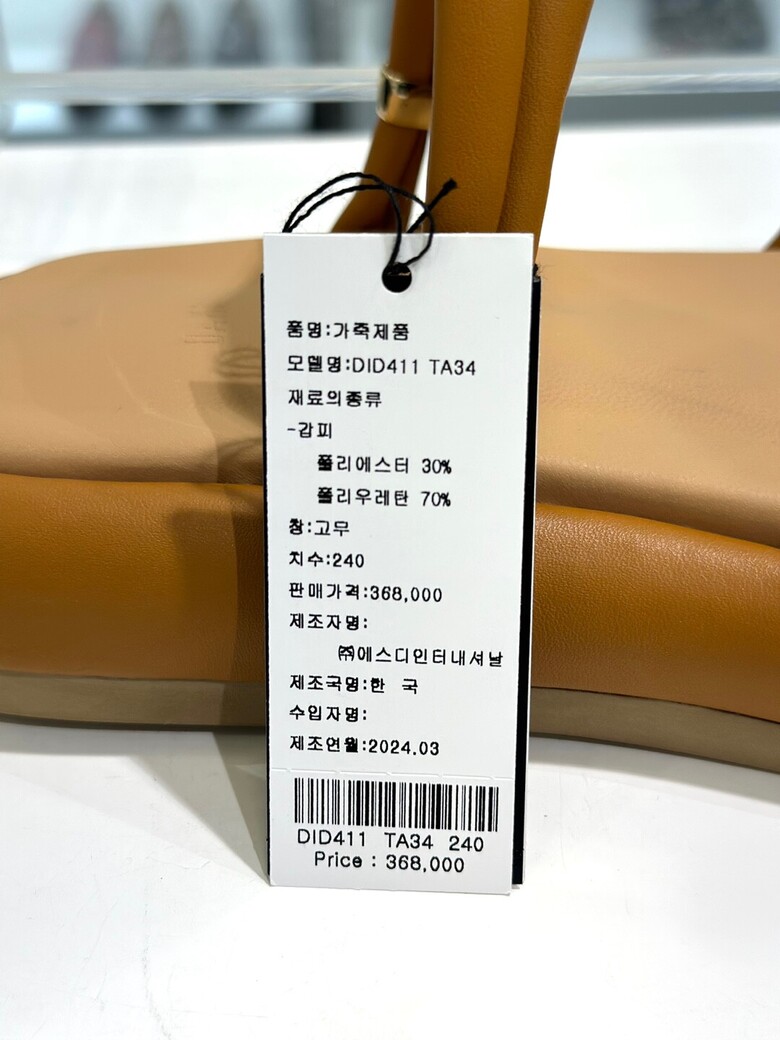 품명:가죽제품
모델명:DID411 TA34
재료의종류
-갑피
폴리에스터 30%
폴리우레탄 70%
창:고무
치수:240
판매가격:368,000
제조자명:
㈜에스디인터내셔날
제조국명:한 국
수입자명:
제조연월:2024.03
DID411 TA34 240
Price : 368,000